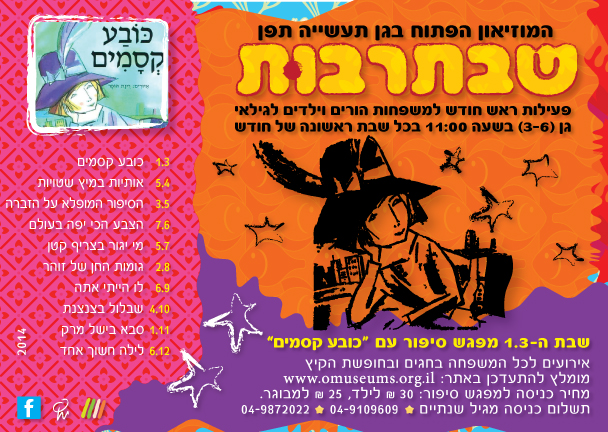 המוזיאון הפתוח בגן תעשייה תפן
שבתרבות
פעילות ראש חודש למשפחות הורים וילדים לגילאי
גן (3-6) בשעה 11:00 בכל שבת ראשונה של חודש
כובע
קסמים
1.3 כובע קסמים
5.4 אותיות במיץ שטויות
3.5 הסיפור המופלא על הזברה
7.6 הצבע הכי יפה בעולם
5.7 מי יגור בצריף קטן
2.8 גומות החן של זוהר
6.9 לו הייתי אתה
4.10 שבלול בצנצנת
1.11 סבא בישל מרק
6.12 לילה חשוך אחד
2014
שבת ה-1.3 מפגש סיפור עם "כובע קסמים"
אירועים לכל המשפחה בחגים ובחופשת הקיץ
מומלץ להתעדכן באתר: www.omuseums.org.il
מחיר כניסה למפגש סיפור: 30 ₪ לילד, 25 ₪ למבוגר.
תשלום כניסה מגיל שנתיים 04-9109609 04-9872022
f